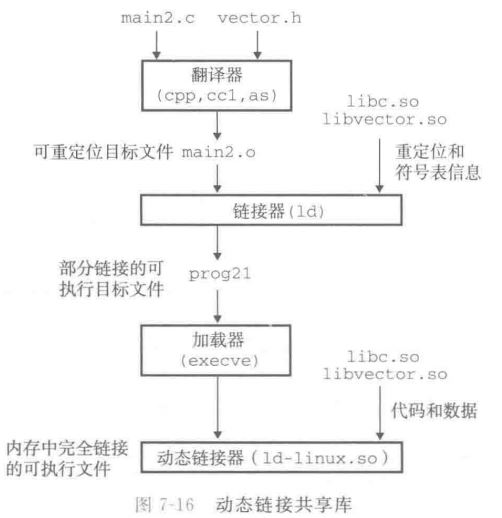 main2.c vector.h
翻译器
(cpp,cc1,as)
libc.so
libvector.so
可重定位目标文件 main2.o
重定位和
符号表信息
链接器(ld)
部分链接的可
执行目标文件
prog21
加载器
(execve)
libc.so
libvector.so
代码和数据
内存中完全链接
的可执行文件
动态链接器(ld-linux.so)
图 7-16 动态链接共享库